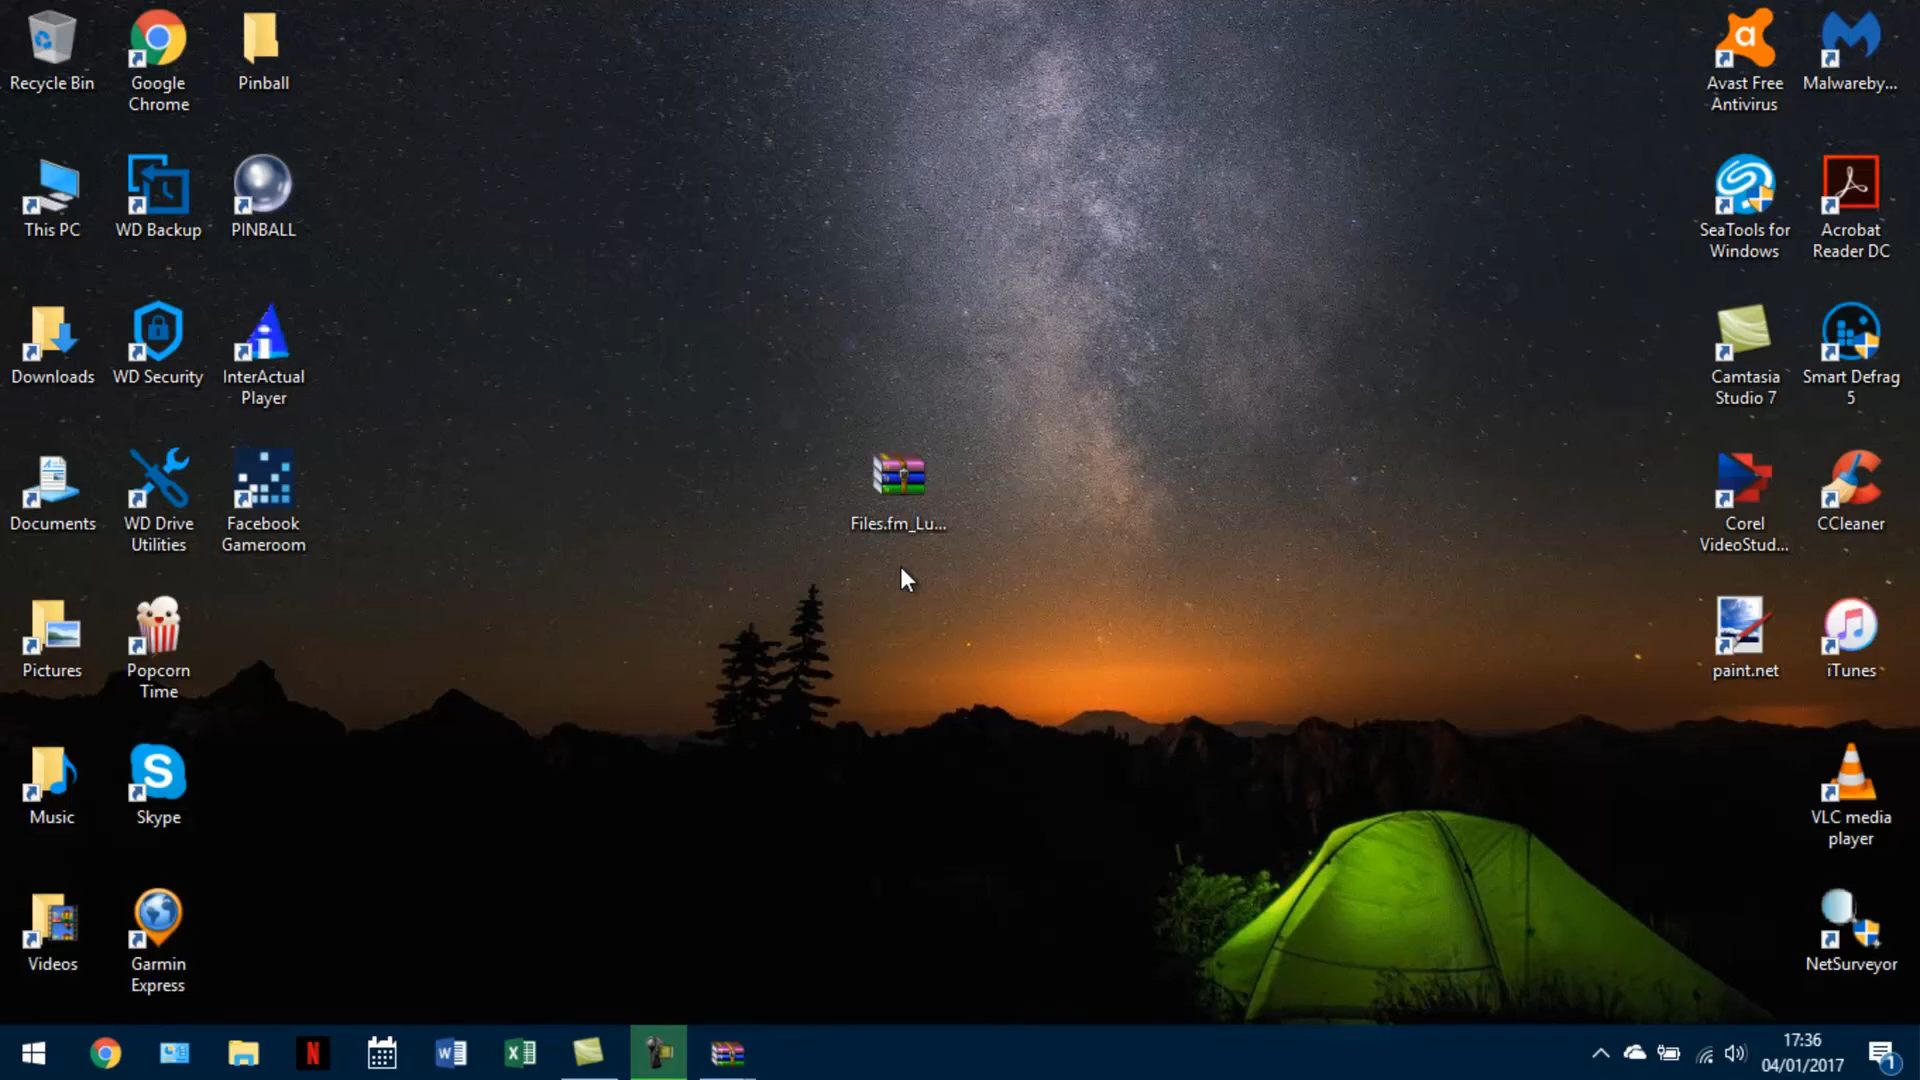 Recycle Bin
Google
Chrome
Pinball
This PC
WD Backup
PINBALL
Downloads
WD Security
InterActual
Player
Documents
WD Drive
Utilities
Facebook
Gameroom
Pictures
Popcorn
Time
Music
Skype
Videos
Garmin
Express
Files.fm_Lu...
Avast Free
Antivirus
Malwareby...
SeaTools for
Windows
Acrobat
Reader DC
Camtasia
Studio 7
Smart Defrag
5
Corel
VideoStud...
CCleaner
paint.net
iTunes
VLC media
player
NetSurveyor
17:36
04/01/2017
1